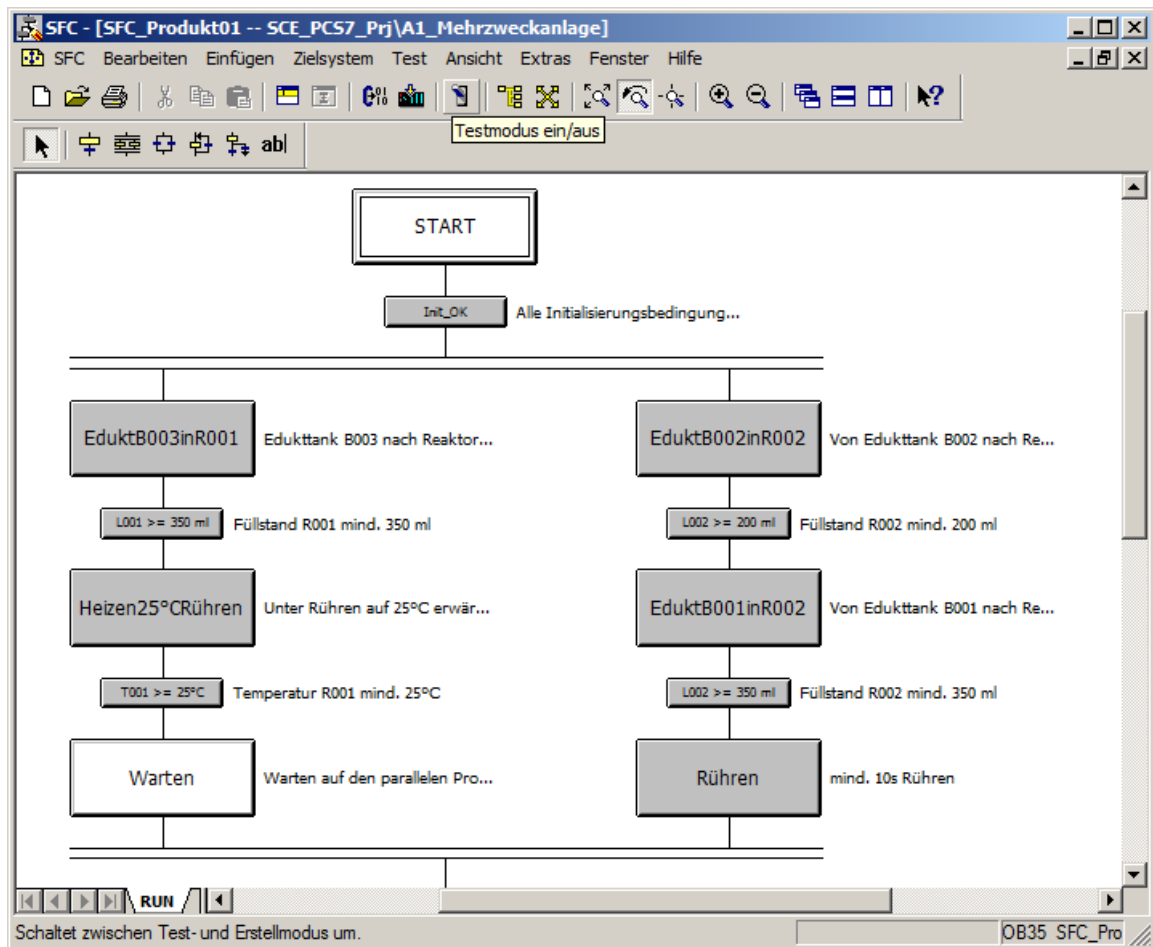 SFC - [SFC_Produkt01 -- SCE_PCS7_Prj\A1_Mehrzweckanlage]
SFC Bearbeiten Einfügen Zielsystem Test Ansicht Extras Fenster Hilfe
Testmodus ein/aus
ab|
START
Init_OK Alle Initialisierungsbedingung...
EduktB003inR001 Edukttank B003 nach Reaktor... EduktB002inR002 Von Edukttank B002 nach Re...
L001 >= 350 ml Füllstand R001 mind. 350 ml L002 >= 200 ml Füllstand R002 mind. 200 ml
Heizen25°CRühren Unter Rühren auf 25°C erwär... EduktB001inR002 Von Edukttank B001 nach Re...
T001 >= 25°C Temperatur R001 mind. 25°C L002 >= 350 ml Füllstand R002 mind. 350 ml
Warten Warten auf den parallelen Pro... Rühren mind. 10s Rühren
RUN
Schaltet zwischen Test- und Erstellmodus um. OB35 SFC_Pro